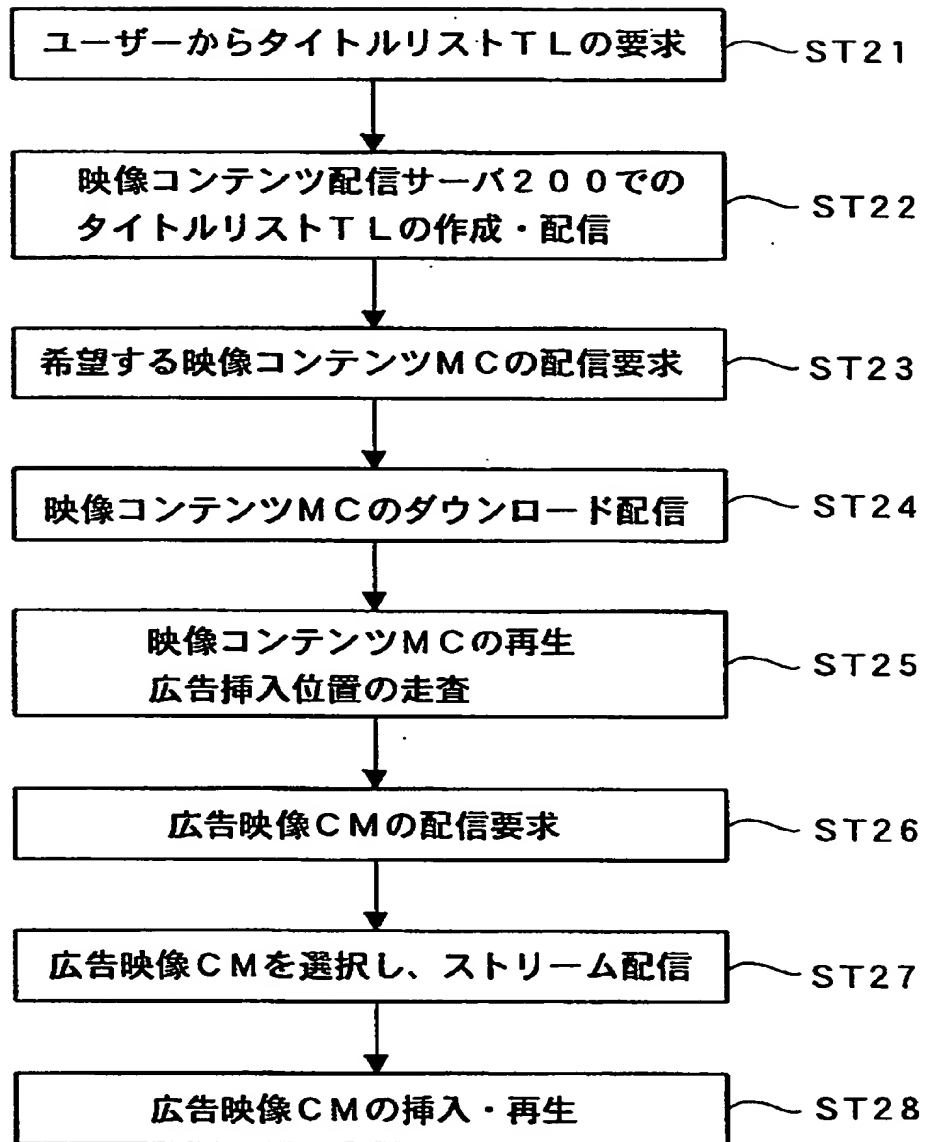 ユーザーからタイトルリストＴＬの要求
ST21
映像コンテンツ配信サーバ２００での
タイトルリストＴＬの作成・配信
ST22
希望する映像コンテンツＭＣの配信要求
ST23
映像コンテンツＭＣのダウンロード配信
ST24
映像コンテンツＭＣの再生
広告挿入位置の走査
ST25
広告映像ＣＭの配信要求
ST26
広告映像ＣＭを選択し、ストリーム配信
ST27
広告映像ＣＭの挿入・再生
ST28